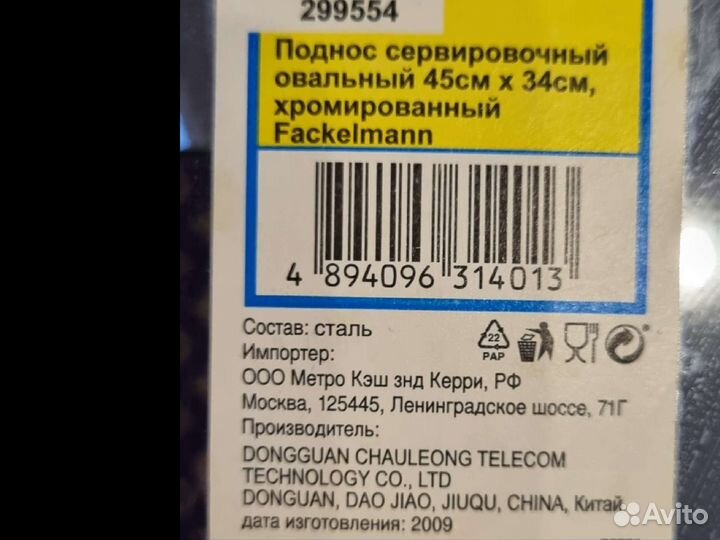 299554
Поднос сервировочный
овальный 45см х 34см,
хромированный
Fackelmann
4 894096 314013
Состав: сталь
Импортер:
ООО Метро Кэш знд Керри, РФ
Москва, 125445, Ленинградское шоссе, 71Г
Производитель:
DONGGUAN CHAULEONG TELECOM
TECHNOLOGY CO., LTD
DONGUAN, DAO JIAO, JIUQU, CHINA, Китай
дата изготовления: 2009
22
PAP
Avito